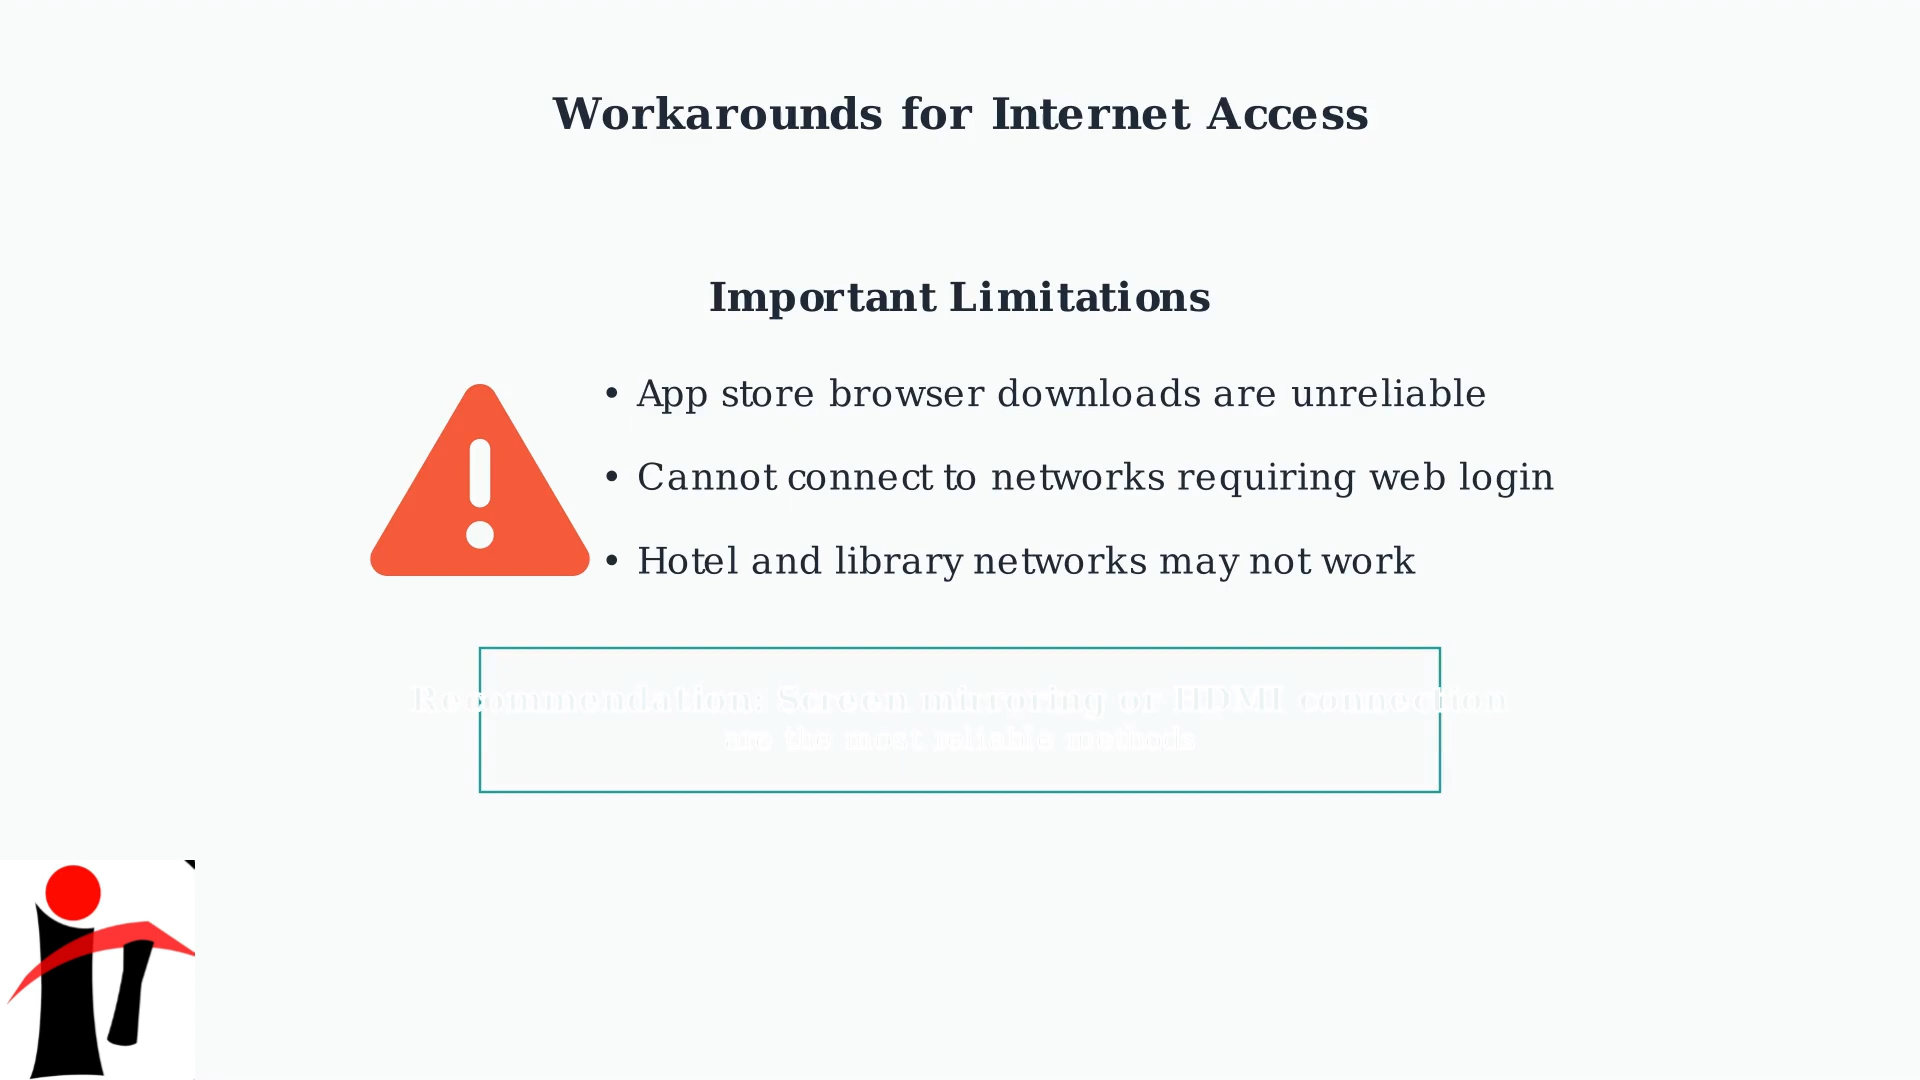 Workarounds for Internet Access
Important Limitations
• App store browser downloads are unreliable
• Cannot connect to networks requiring web login
• Hotel and library networks may not work
Recommendation: Screen mirroring or HDMI connection
are the most reliable methods